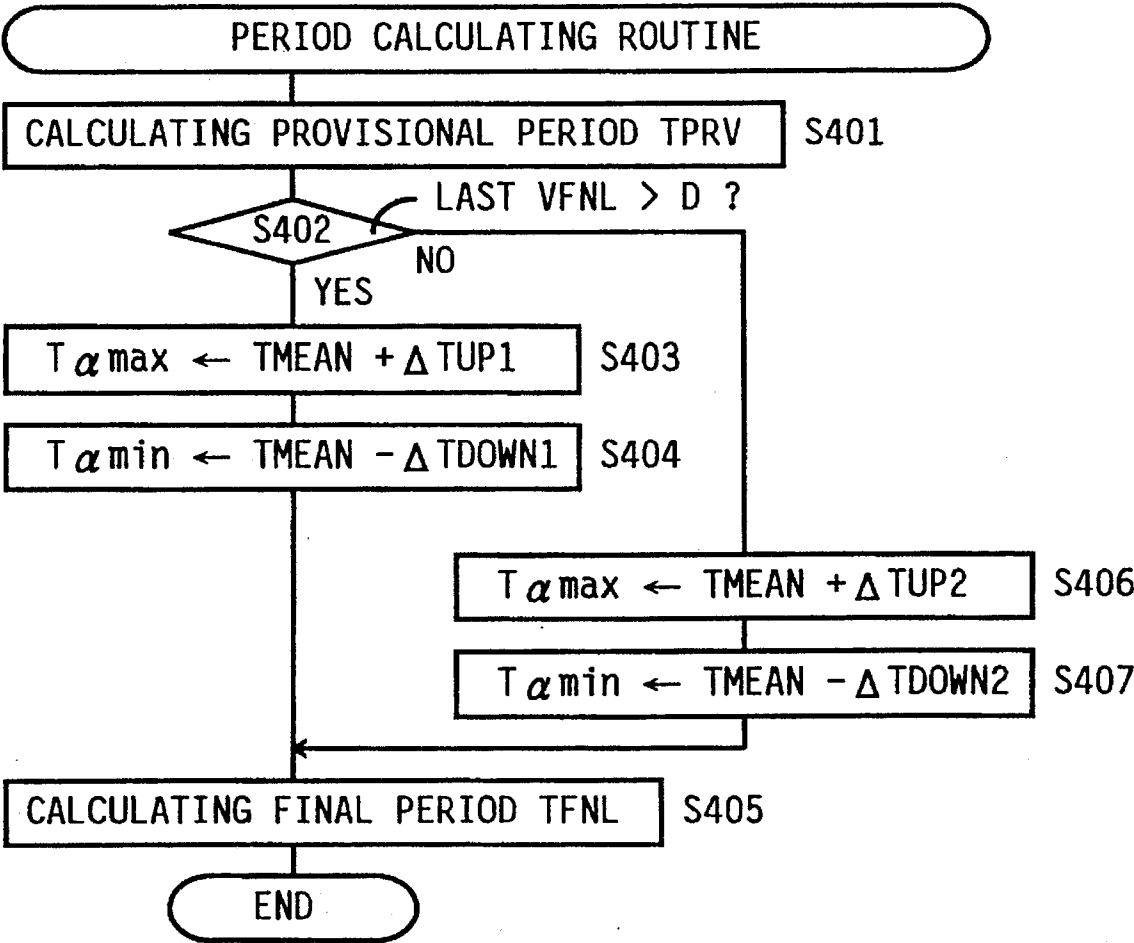 PERIOD CALCULATING ROUTINE
CALCULATING PROVISIONAL PERIOD TPRV S401
LAST VFNL > D ?
S402
NO
YES
Tαmax ← TMEAN + ΔTUP1 S403
Tαmin ← TMEAN - ΔTDOWN1 S404
Tαmax ← TMEAN + ΔTUP2 S406
Tαmin ← TMEAN - ΔTDOWN2 S407
CALCULATING FINAL PERIOD TFNL S405
END